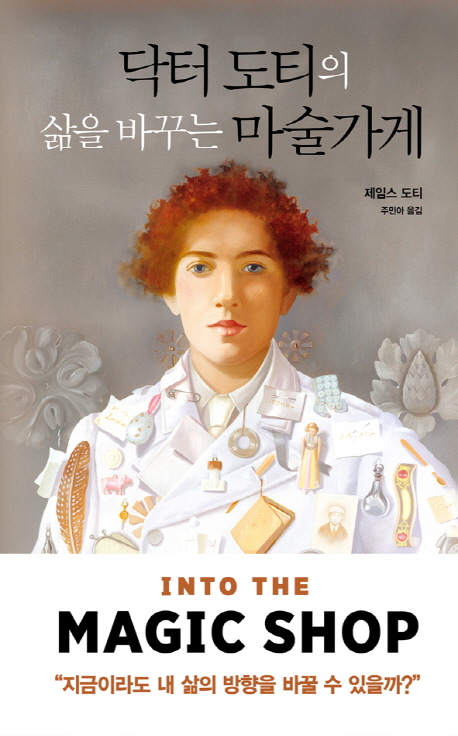 닥터 도티의
삶을 바꾸는 마술가게
제임스 도티
주민아 옮김
INTO THE
MAGIC SHOP
“지금이라도 내 삶의 방향을 바꿀 수 있을까?”